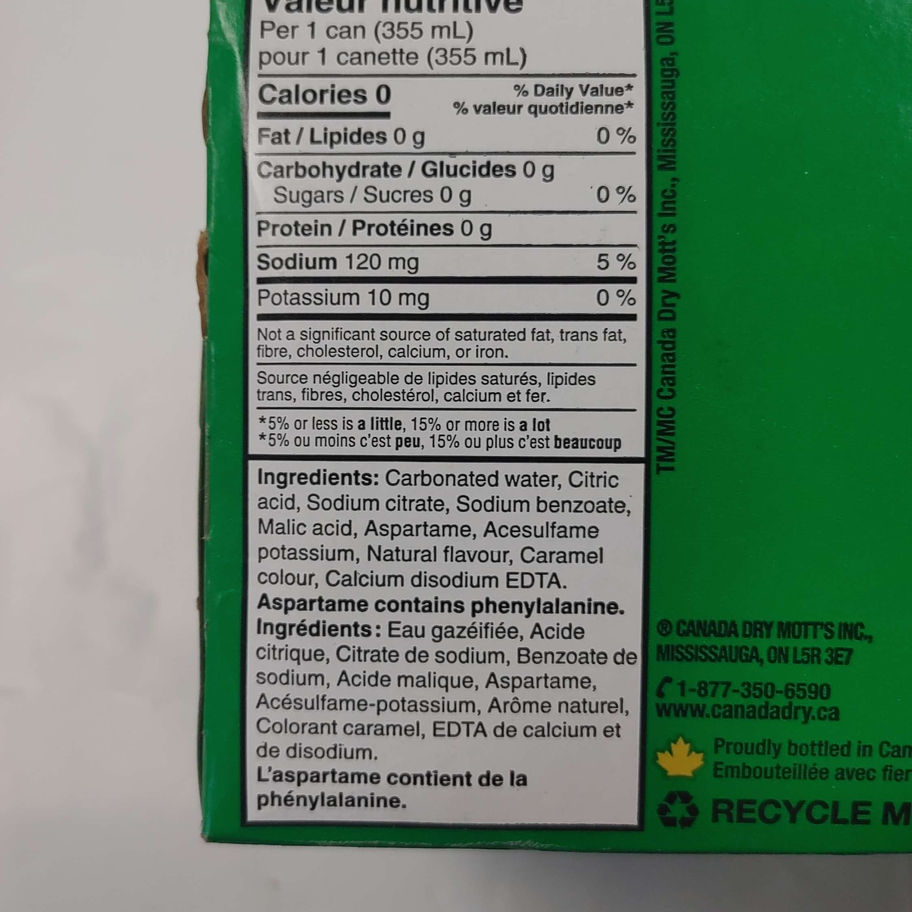 Valeur nutritive
Per 1 can (355 mL)
pour 1 canette (355 mL)
Calories 0
% Daily Value*
% valeur quotidienne*
Fat / Lipides 0 g 0 %
Carbohydrate / Glucides 0 g
Sugars / Sucres 0 g 0 %
Protein / Protéines 0 g
Sodium 120 mg 5 %
Potassium 10 mg 0 %
Not a significant source of saturated fat, trans fat,
fibre, cholesterol, calcium, or iron.
Source négligeable de lipides saturés, lipides
trans, fibres, cholestérol, calcium et fer.
*5% or less is a little, 15% or more is a lot
*5% ou moins c'est peu, 15% ou plus c'est beaucoup
Ingredients: Carbonated water, Citric
acid, Sodium citrate, Sodium benzoate,
Malic acid, Aspartame, Acesulfame
potassium, Natural flavour, Caramel
colour, Calcium disodium EDTA.
Aspartame contains phenylalanine.
Ingrédients: Eau gazéifiée, Acide
citrique, Citrate de sodium, Benzoate de
sodium, Acide malique, Aspartame,
Acésulfame-potassium, Arôme naturel,
Colorant caramel, EDTA de calcium et
de disodium.
L'aspartame contient de la
phénylalanine.
TM/MC Canada Dry Mott's Inc., Mississauga, ON L5
® CANADA DRY MOTT'S INC.,
MISSISSAUGA, ON L5R 3E7
1-877-350-6590
www.canadadry.ca
Proudly bottled in Can
Embouteillée avec fier
RECYCLE M